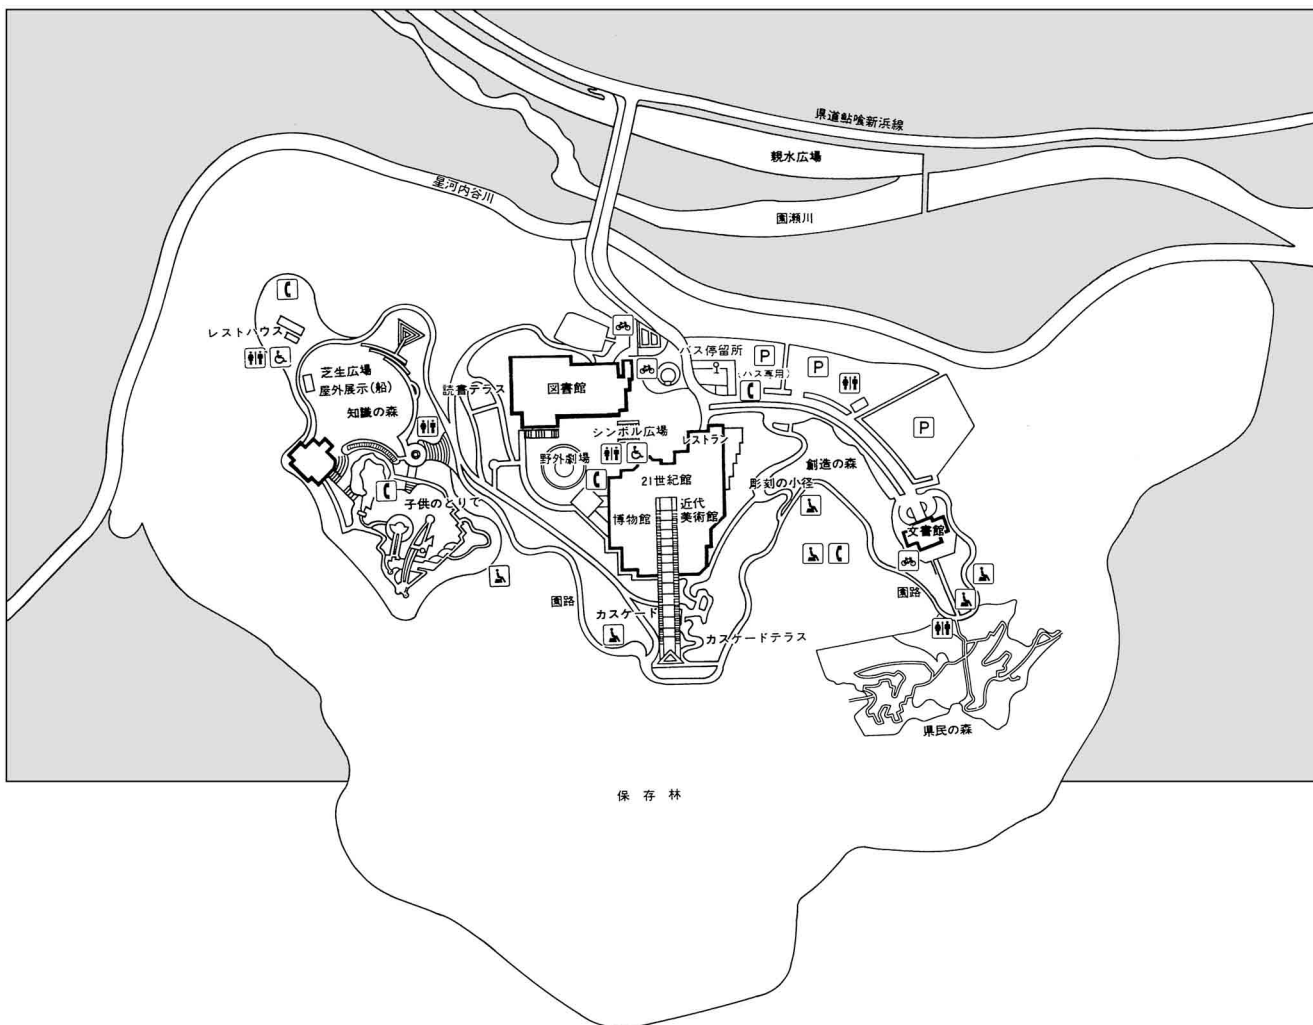 県道鮎喰新浜線
親水広場
星河内谷川
園瀬川
レストハウス
バス停留所
P
P
(バス専用)
芝生広場
屋外展示(船)
知識の森
読書テラス
図書館
P
シンボル広場
レストラン
野外劇場
創造の森
21世紀館
彫刻の小径
子供のとりで
博物館
近代
美術館
文書館
園路
カスケード
カスケードテラス
園路
県民の森
保存林